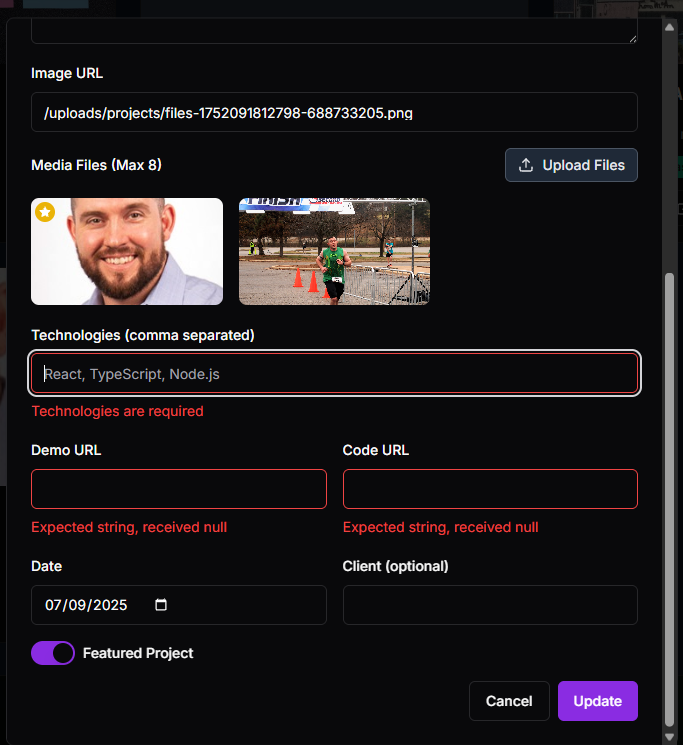 Image URL
/uploads/projects/files-1752091812798-688733205.png
Media Files (Max 8)
Upload Files
Technologies (comma separated)
React, TypeScript, Node.js
Technologies are required
Demo URL
Code URL
Expected string, received null
Expected string, received null
Date
Client (optional)
07/09/2025
Featured Project
Cancel
Update